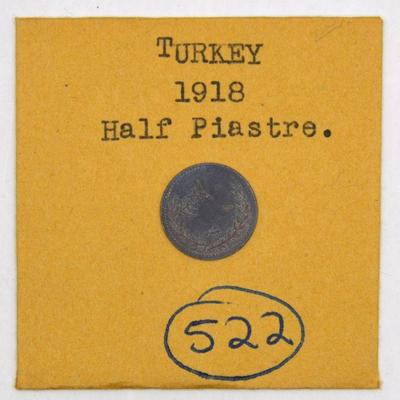 TURKEY
1918
Half Piastre.
522